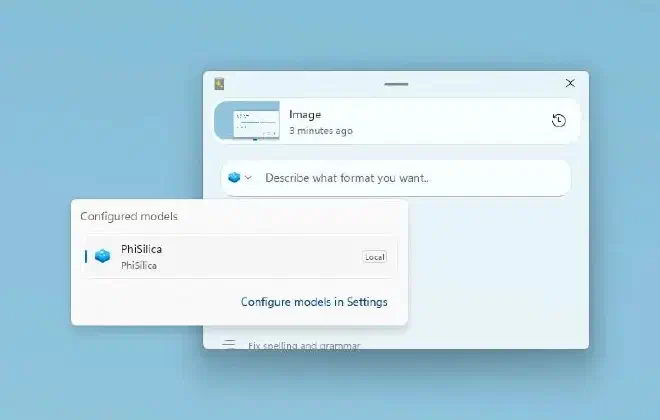 Image
3 minutes ago
Describe what format you want..
Configured models
PhiSilica
PhiSilica
Local
Configure models in Settings
Fix spelling and grammar